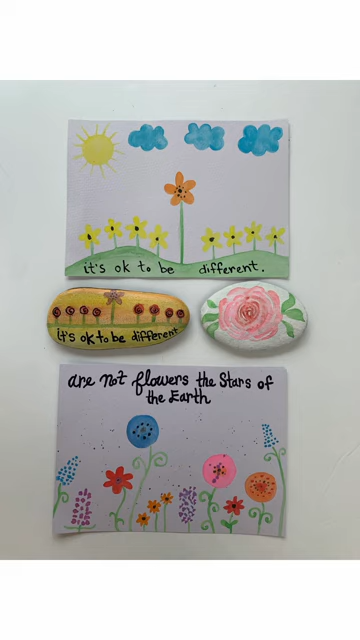 it's ok to be different.
it's ok to be different
are not flowers the Stars of
the Earth